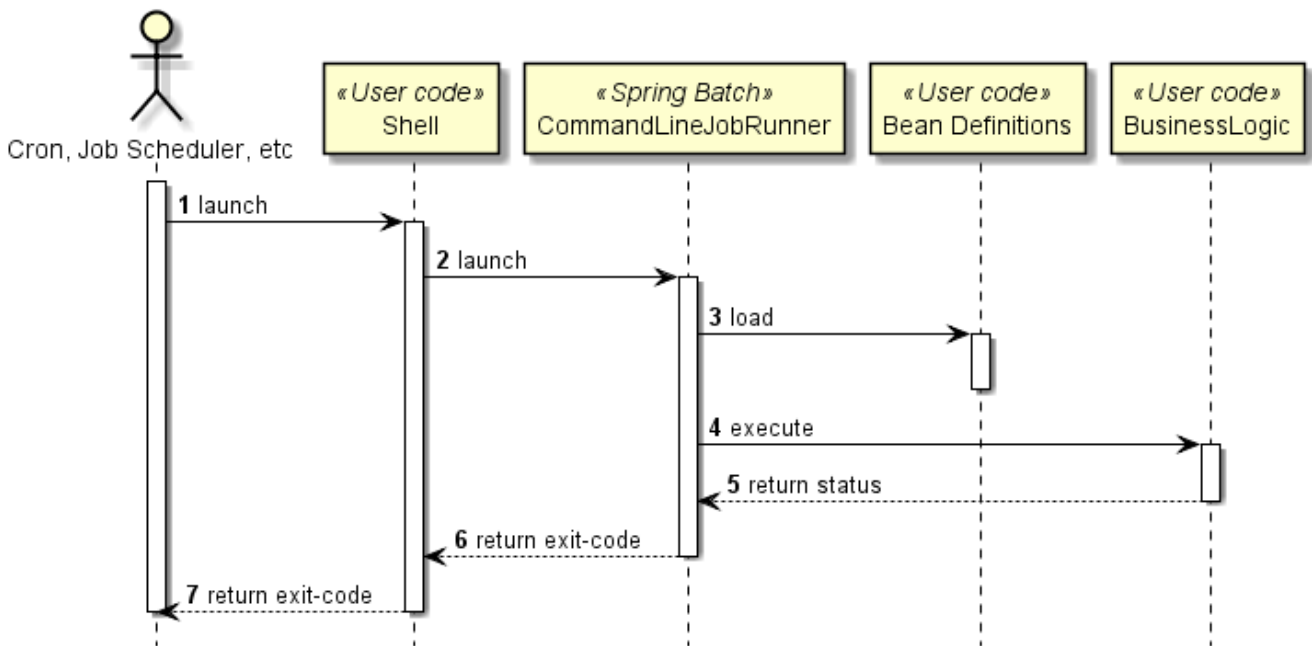 «User code»
Shell
«Spring Batch»
CommandLineJobRunner
«User code»
Bean Definitions
«User code»
BusinessLogic
Cron, Job Scheduler, etc
1 launch
2 launch
3 load
4 execute
5 return status
6 return exit-code
7 return exit-code